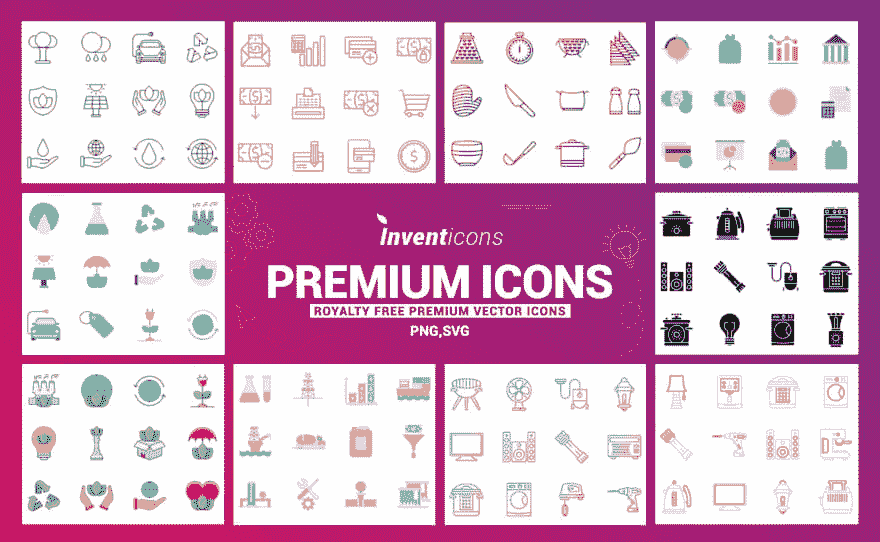 Inventicons
PREMIUM ICONS
ROYALTY FREE PREMIUM VECTOR ICONS
PNG,SVG